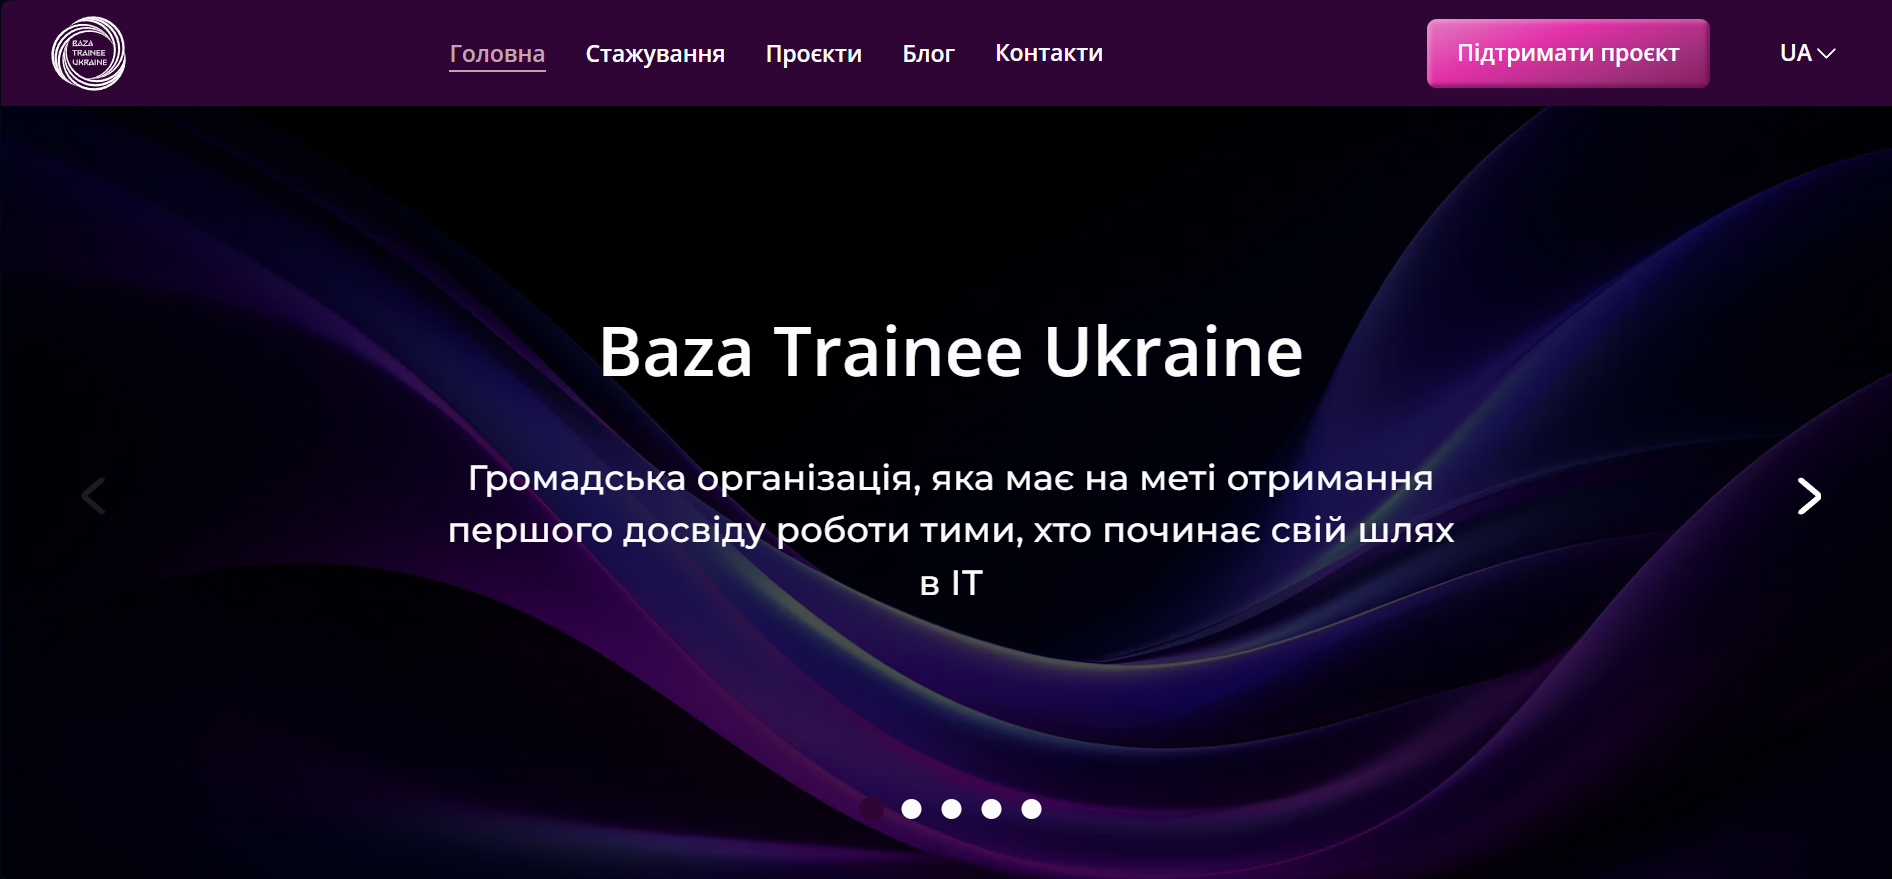 BAZA
TRAINEE
UKRAINE
Головна Стажування Проєкти Блог Контакти
Підтримати проєкт
UA
Baza Trainee Ukraine
Громадська організація, яка має на меті отримання
першого досвіду роботи тими, хто починає свій шлях
в ІТ